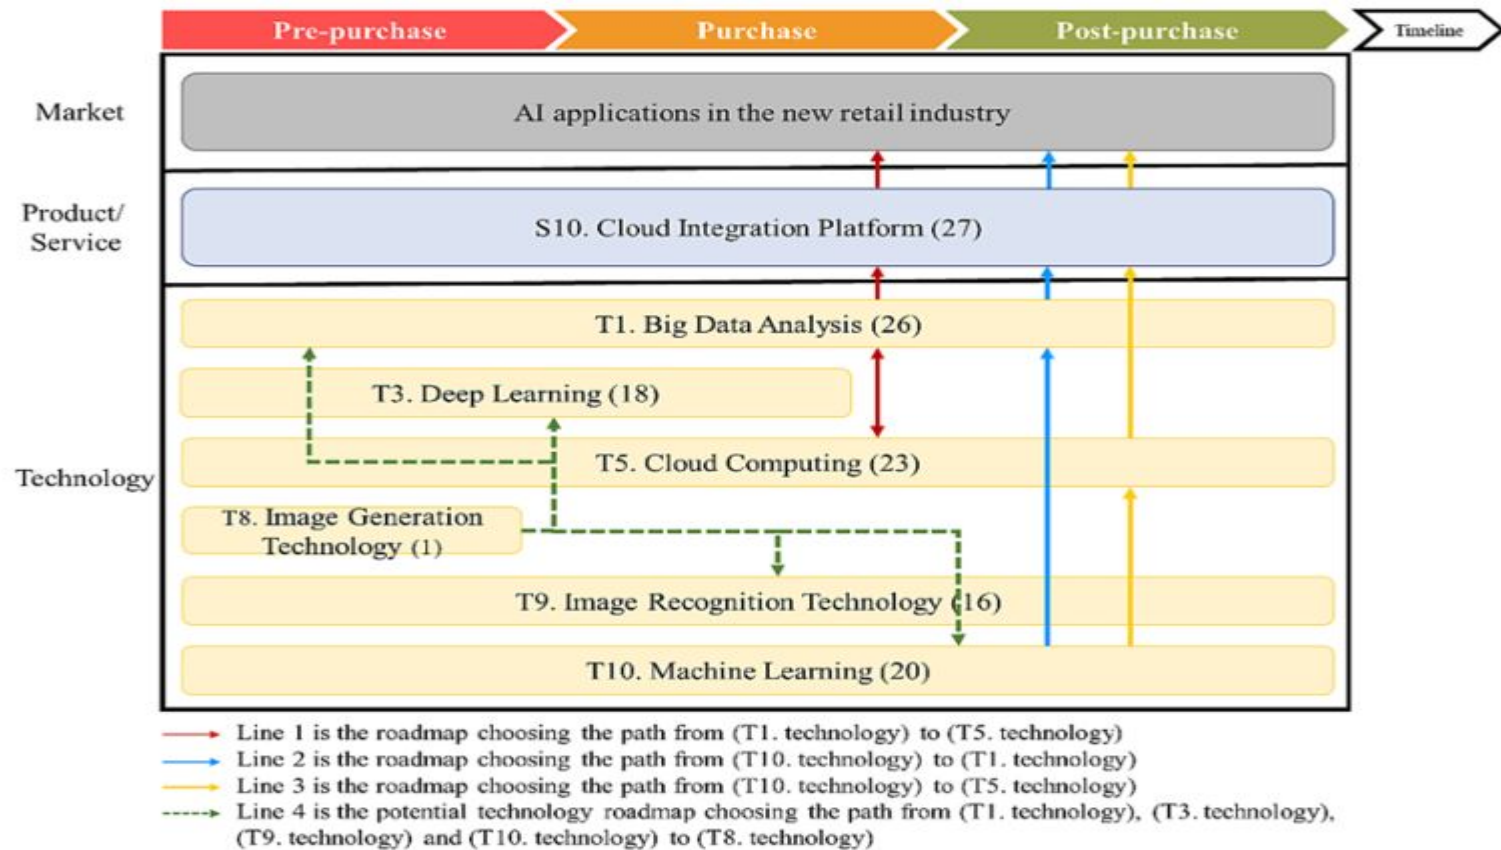 Pre-purchase
Purchase
Post-purchase
Timeline
Market
AI applications in the new retail industry
Product/
Service
S10. Cloud Integration Platform (27)
Technology
T1. Big Data Analysis (26)
T3. Deep Learning (18)
T5. Cloud Computing (23)
T8. Image Generation
Technology (1)
T9. Image Recognition Technology (16)
T10. Machine Learning (20)
Line 1 is the roadmap choosing the path from (T1. technology) to (T5. technology)
Line 2 is the roadmap choosing the path from (T10. technology) to (T1. technology)
Line 3 is the roadmap choosing the path from (T10. technology) to (T5. technology)
Line 4 is the potential technology roadmap choosing the path from (T1. technology), (T3. technology),
(T9. technology) and (T10. technology) to (T8. technology)